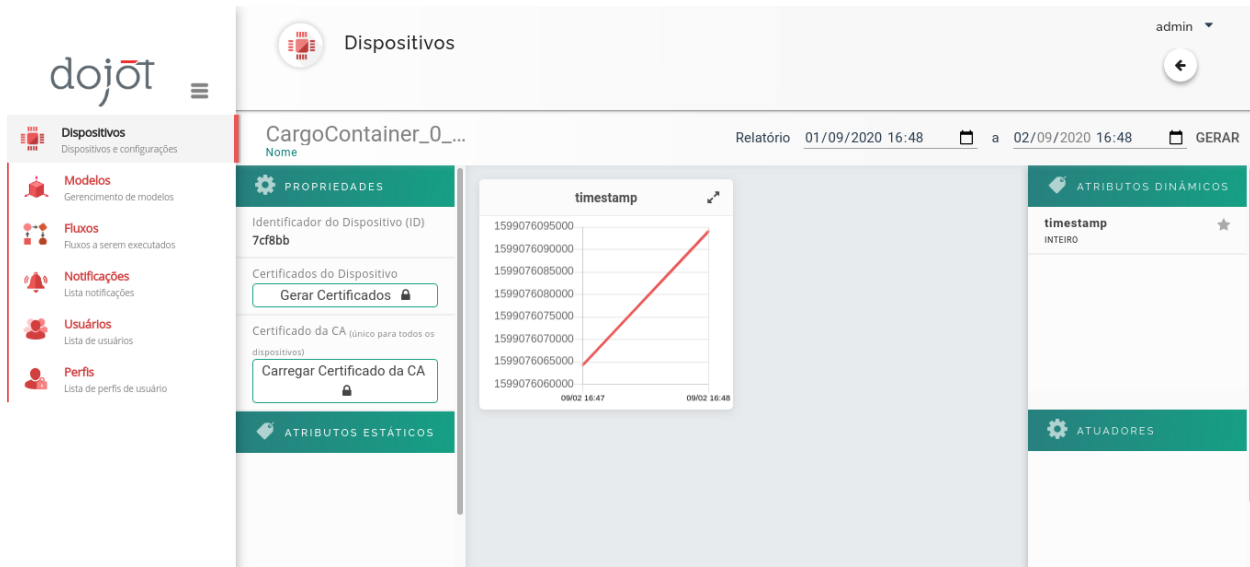 dojot
Dispositivos
Dispositivos e configurações
Modelos
Gerencimento de modelos
Fluxos
Fluxos a serem executados
Notificações
Lista notificações
Usuários
Lista de usuários
Perfis
Lista de perfis de usuário
Dispositivos
admin
CargoContainer_0_...
Nome
Relatório 01/09/2020 16:48 a 02/09/2020 16:48 GERAR
PROPRIEDADES
Identificador do Dispositivo (ID)
7cf8bb
Certificados do Dispositivo
Gerar Certificados
Certificado da CA (único para todos os
dispositivos)
Carregar Certificado da CA
ATRIBUTOS ESTÁTICOS
timestamp
1599076095000
1599076090000
1599076085000
1599076080000
1599076075000
1599076070000
1599076065000
1599076060000
09/02 16:47 09/02 16:48
ATRIBUTOS DINÂMICOS
timestamp
INTEIRO
ATUADORES